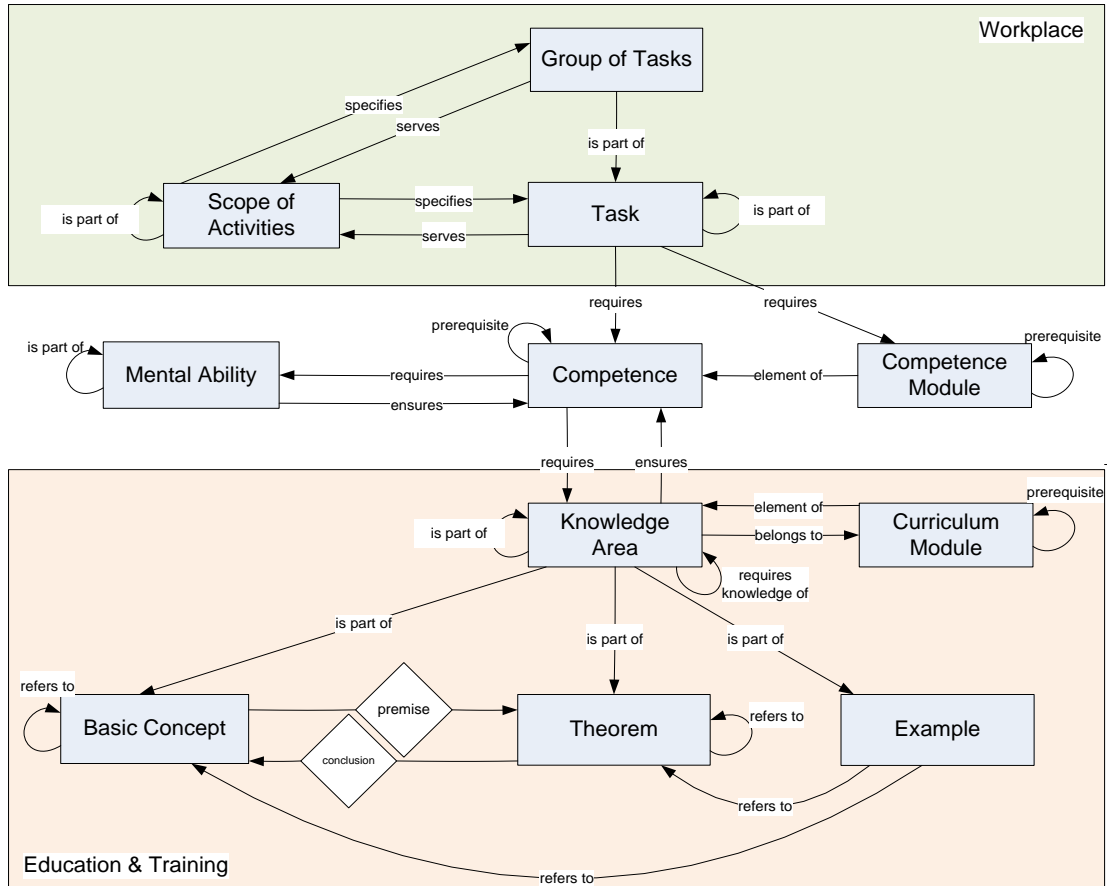 Workplace
Group of Tasks
specifies
serves
is part of
Scope of
Activities
is part of
specifies
serves
Task
is part of
requires
requires
prerequisite
is part of
Mental Ability
requires
ensures
Competence
element of
Competence
Module
prerequisite
requires
ensures
prerequisite
is part of
Knowledge
Area
element of
belongs to
Curriculum
Module
requires
knowledge of
is part of
is part of
is part of
refers to
Basic Concept
premise
conclusion
Theorem
refers to
Example
refers to
Education & Training
refers to